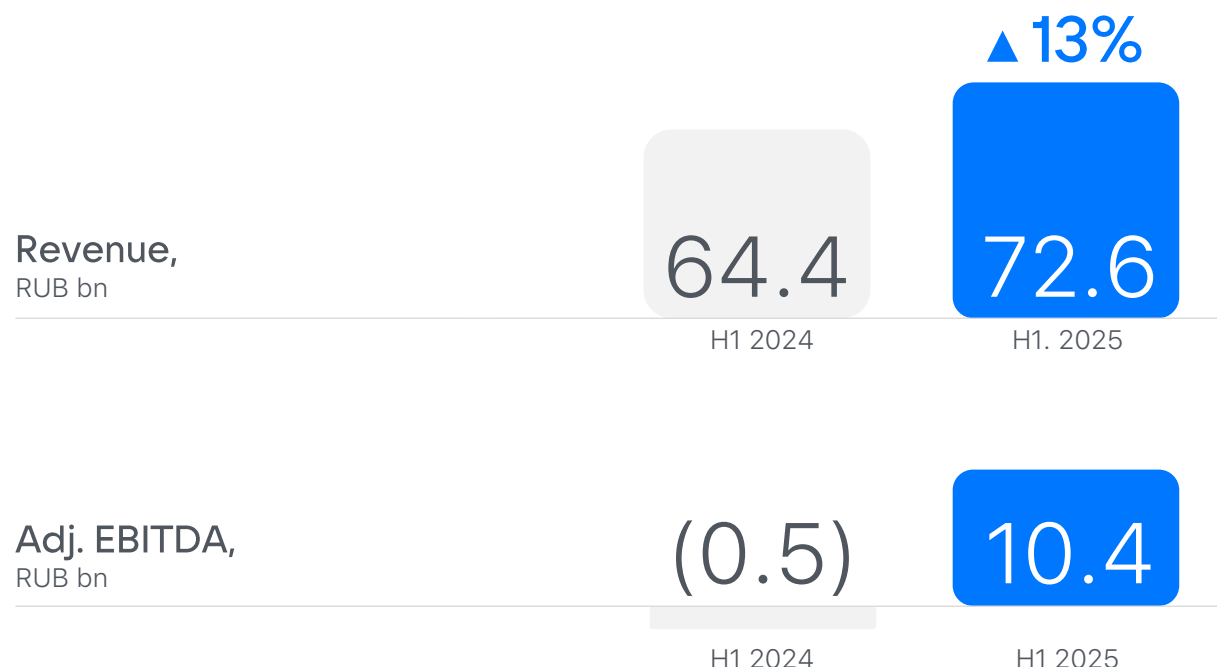 ▲13%
Revenue,
RUB bn
64.4
72.6
H1 2024
H1. 2025
Adj. EBITDA,
RUB bn
(0.5)
10.4
H1 2024
H1 2025